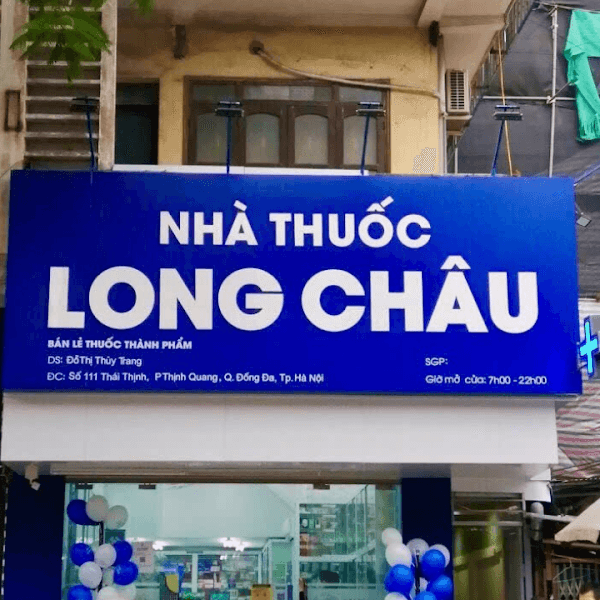 NHÀ THUỐC
LONG CHÂU
BÁN LẺ THUỐC THÀNH PHẨM
DS: Đỗ Thị Thùy Trang
ĐC: Số 111 Thái Thịnh, P Thịnh Quang, Q. Đống Đa, Tp. Hà Nội
SGP:
Giờ mở cửa: 7h00 - 22h00